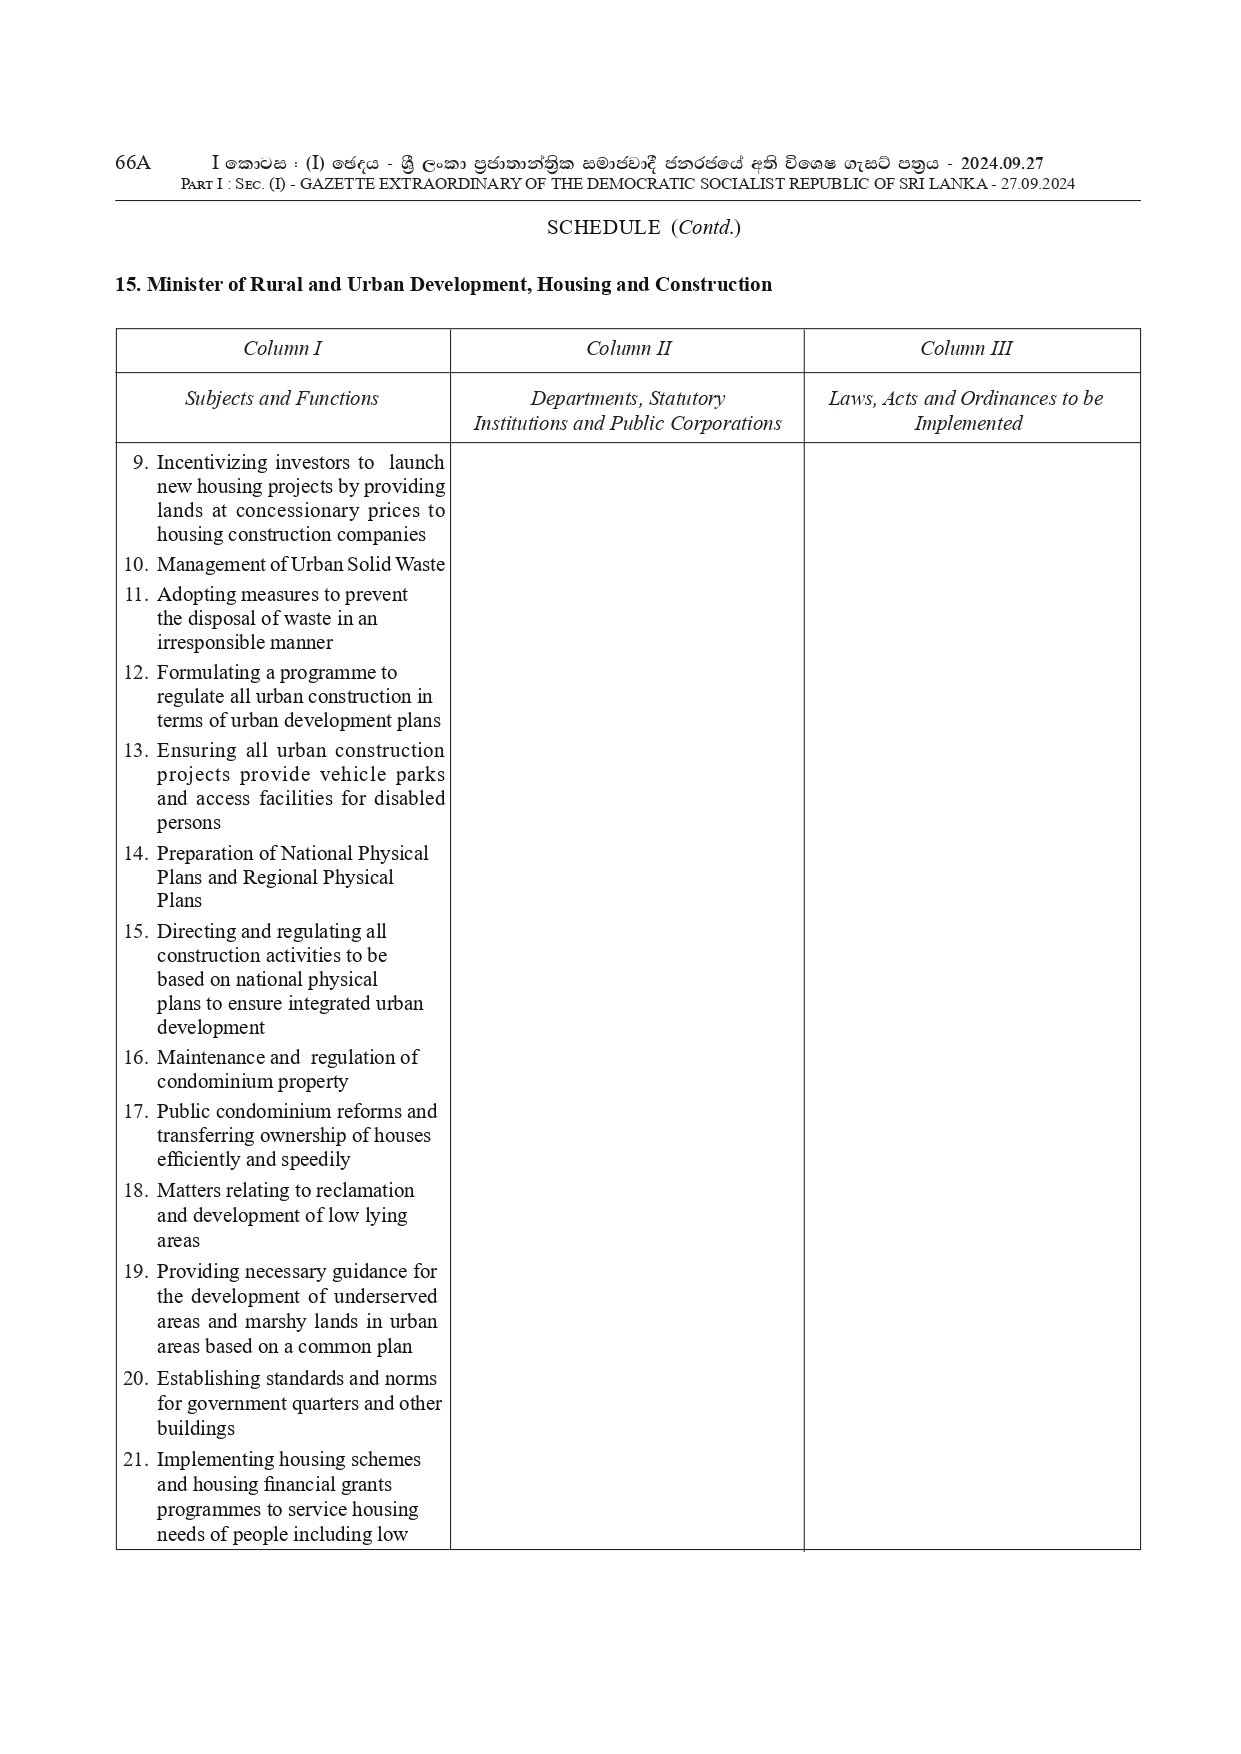 66A I කොටස : (I) ඡෙදය - ශ්‍රී ලංකා ප්‍රජාතාන්ත්‍රික සමාජවාදී ජනරජයේ අති විශෙෂ ගැසට් පත්‍රය - 2024.09.27
PART I : SEC. (I) - GAZETTE EXTRAORDINARY OF THE DEMOCRATIC SOCIALIST REPUBLIC OF SRI LANKA - 27.09.2024
SCHEDULE (Contd.)
15. Minister of Rural and Urban Development, Housing and Construction
Column I Column II Column III
Subjects and Functions
Departments, Statutory
Institutions and Public Corporations
Laws, Acts and Ordinances to be
Implemented
9. Incentivizing investors to launch
new housing projects by providing
lands at concessionary prices to
housing construction companies
10. Management of Urban Solid Waste
11. Adopting measures to prevent
the disposal of waste in an
irresponsible manner
12. Formulating a programme to
regulate all urban construction in
terms of urban development plans
13. Ensuring all urban construction
projects provide vehicle parks
and access facilities for disabled
persons
14. Preparation of National Physical
Plans and Regional Physical
Plans
15. Directing and regulating all
construction activities to be
based on national physical
plans to ensure integrated urban
development
16. Maintenance and regulation of
condominium property
17. Public condominium reforms and
transferring ownership of houses
efficiently and speedily
18. Matters relating to reclamation
and development of low lying
areas
19. Providing necessary guidance for
the development of underserved
areas and marshy lands in urban
areas based on a common plan
20. Establishing standards and norms
for government quarters and other
buildings
21. Implementing housing schemes
and housing financial grants
programmes to service housing
needs of people including low